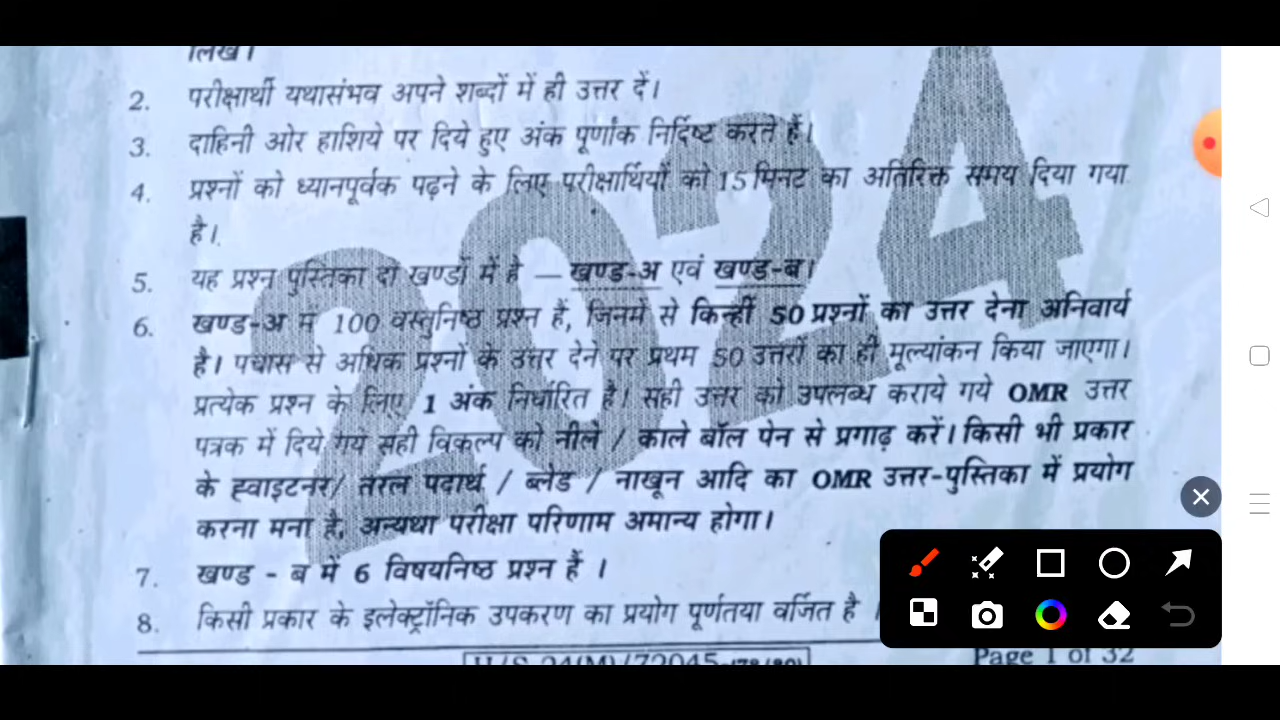 लिखें।
2. परीक्षार्थी यथासंभव अपने शब्दों में ही उत्तर दें।
3. दाहिनी ओर हाशिये पर दिये हुए अंक पूर्णांक निर्दिष्ट करते हैं।
4. प्रश्नों को ध्यानपूर्वक पढ़ने के लिए परीक्षार्थियों को 15 मिनट का अतिरिक्त समय दिया गया
है।
5. यह प्रश्न पुस्तिका दो खण्डों में है — खण्ड-अ एवं खण्ड-ब।
6. खण्ड-अ में 100 वस्तुनिष्ठ प्रश्न हैं, जिनमें से किन्हीं 50 प्रश्नों का उत्तर देना अनिवार्य
है। पचास से अधिक प्रश्नों के उत्तर देने पर प्रथम 50 उत्तरों का ही मूल्यांकन किया जाएगा।
प्रत्येक प्रश्न के लिए 1 अंक निर्धारित है। सही उत्तर को उपलब्ध कराये गये OMR उत्तर
पत्रक में दिये गये सही विकल्प को नीले / काले बॉल पेन से प्रगाढ़ करें। किसी भी प्रकार
के ह्वाइटनर/ तरल पदार्थ / ब्लेड / नाखून आदि का OMR उत्तर-पुस्तिका में प्रयोग
करना मना है, अन्यथा परीक्षा परिणाम अमान्य होगा।
7. खण्ड - ब में 6 विषयनिष्ठ प्रश्न हैं ।
8. किसी प्रकार के इलेक्ट्रॉनिक उपकरण का प्रयोग पूर्णतया वर्जित है ।
Page 1 of 32
2024